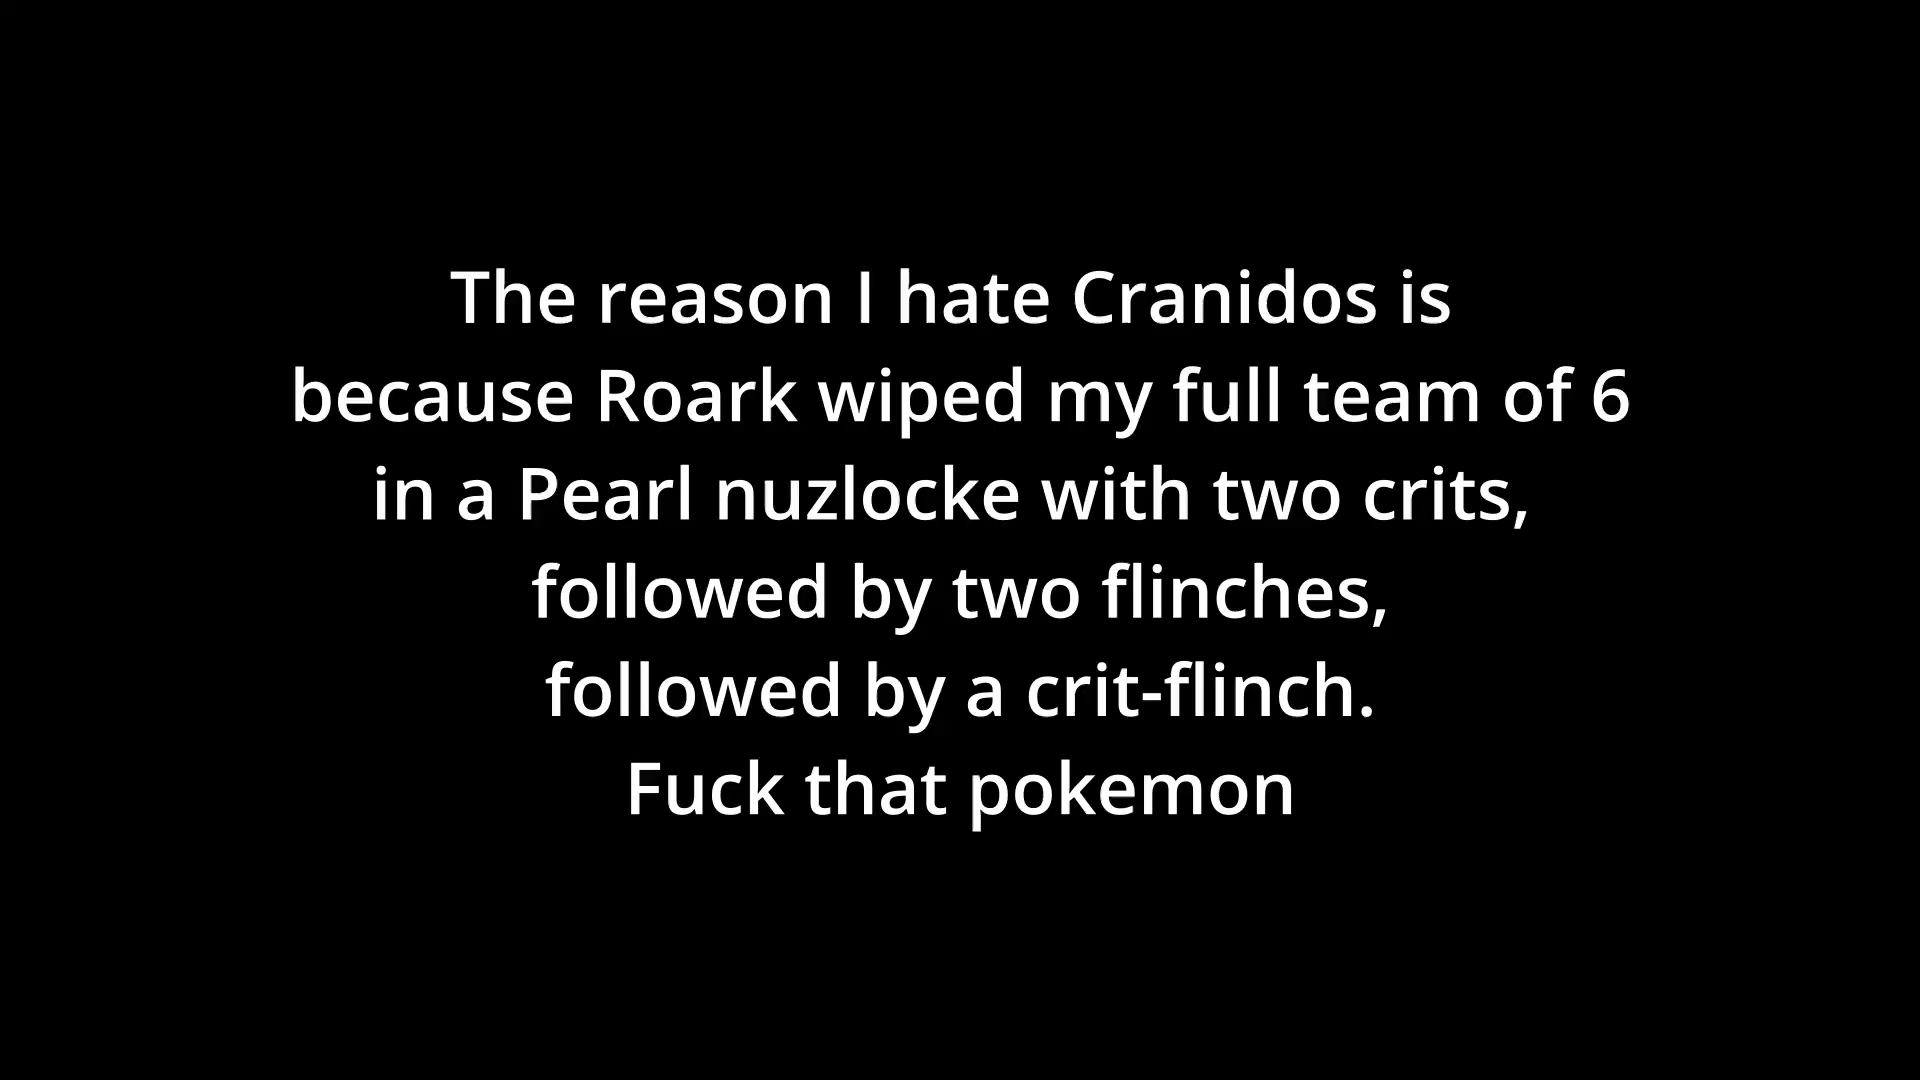 The reason I hate Cranidos is
because Roark wiped my full team of 6
in a Pearl nuzlocke with two crits,
followed by two flinches,
followed by a crit-flinch.
Fuck that pokemon